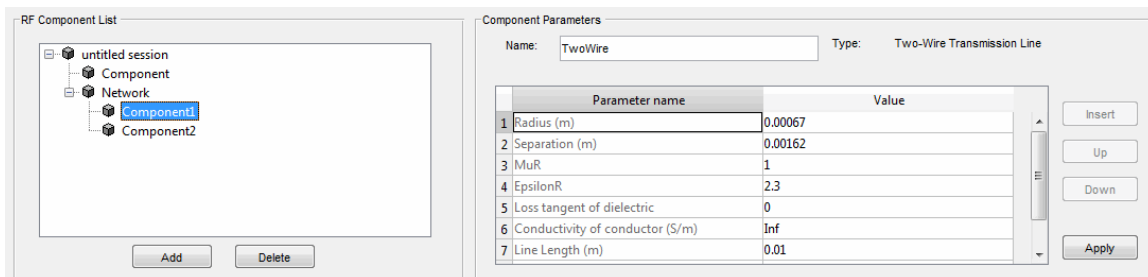 RF Component List
untitled session
Component
Network
Component1
Component2
Add
Delete
Component Parameters
Name:
TwoWire
Type:
Two-Wire Transmission Line
Parameter name
Value
1 Radius (m) 0.00067
2 Separation (m) 0.00162
3 MuR 1
4 EpsilonR 2.3
5 Loss tangent of dielectric 0
6 Conductivity of conductor (S/m) Inf
7 Line Length (m) 0.01
Insert
Up
Down
Apply